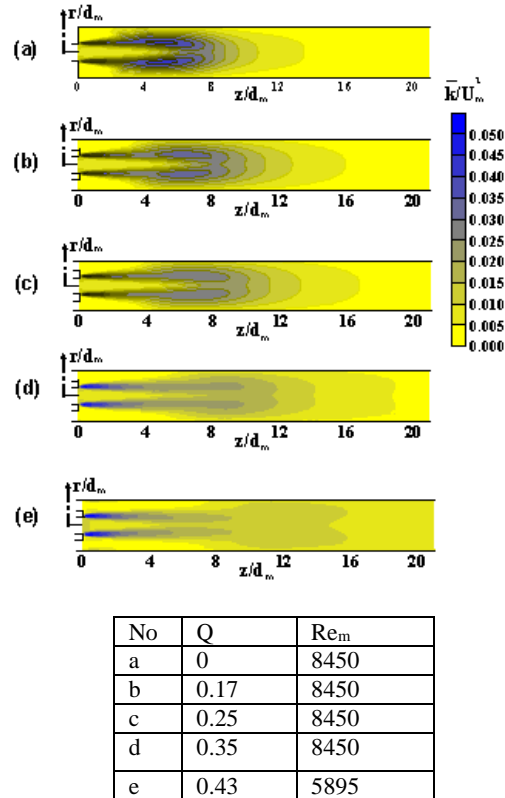 r/dm
(a)
0 4 8 12 16 20
z/dm
k/U²m
r/dm
(b)
0 4 8 12 16 20
z/dm
0.050
0.045
0.040
0.035
0.030
0.025
0.020
0.015
0.010
0.005
0.000
r/dm
(c)
0 4 8 12 16 20
z/dm
r/dm
(d)
0 4 8 12 16 20
z/dm
r/dm
(e)
0 4 8 12 16 20
z/dm
No Q Rem
a 0 8450
b 0.17 8450
c 0.25 8450
d 0.35 8450
e 0.43 5895